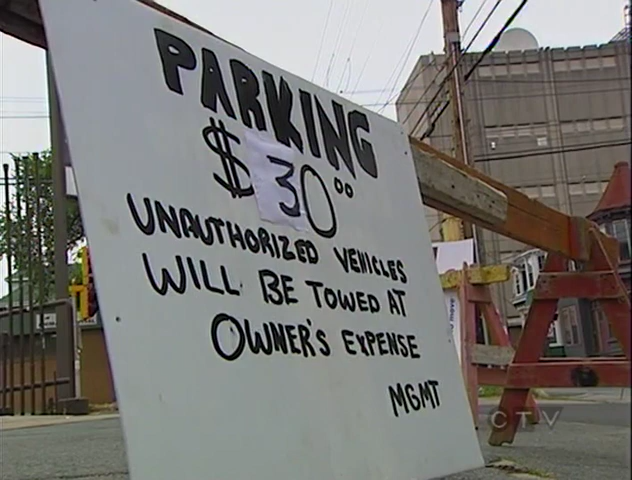 PARKING
$30.00
UNAUTHORIZED VEHICLES
WILL BE TOWED AT
OWNER'S EXPENSE
MGMT
CTV